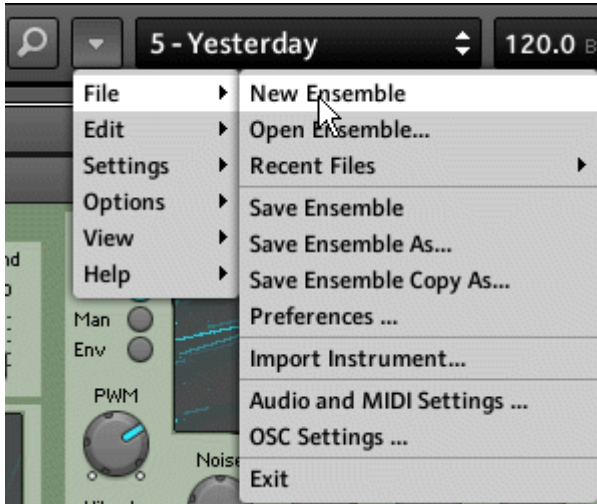 5 - Yesterday
120.0
File
Edit
Settings
Options
View
Help
New Ensemble
Open Ensemble...
Recent Files
Save Ensemble
Save Ensemble As...
Save Ensemble Copy As...
Preferences ...
Import Instrument...
Audio and MIDI Settings ...
OSC Settings ...
Exit
Man
Env
PWM